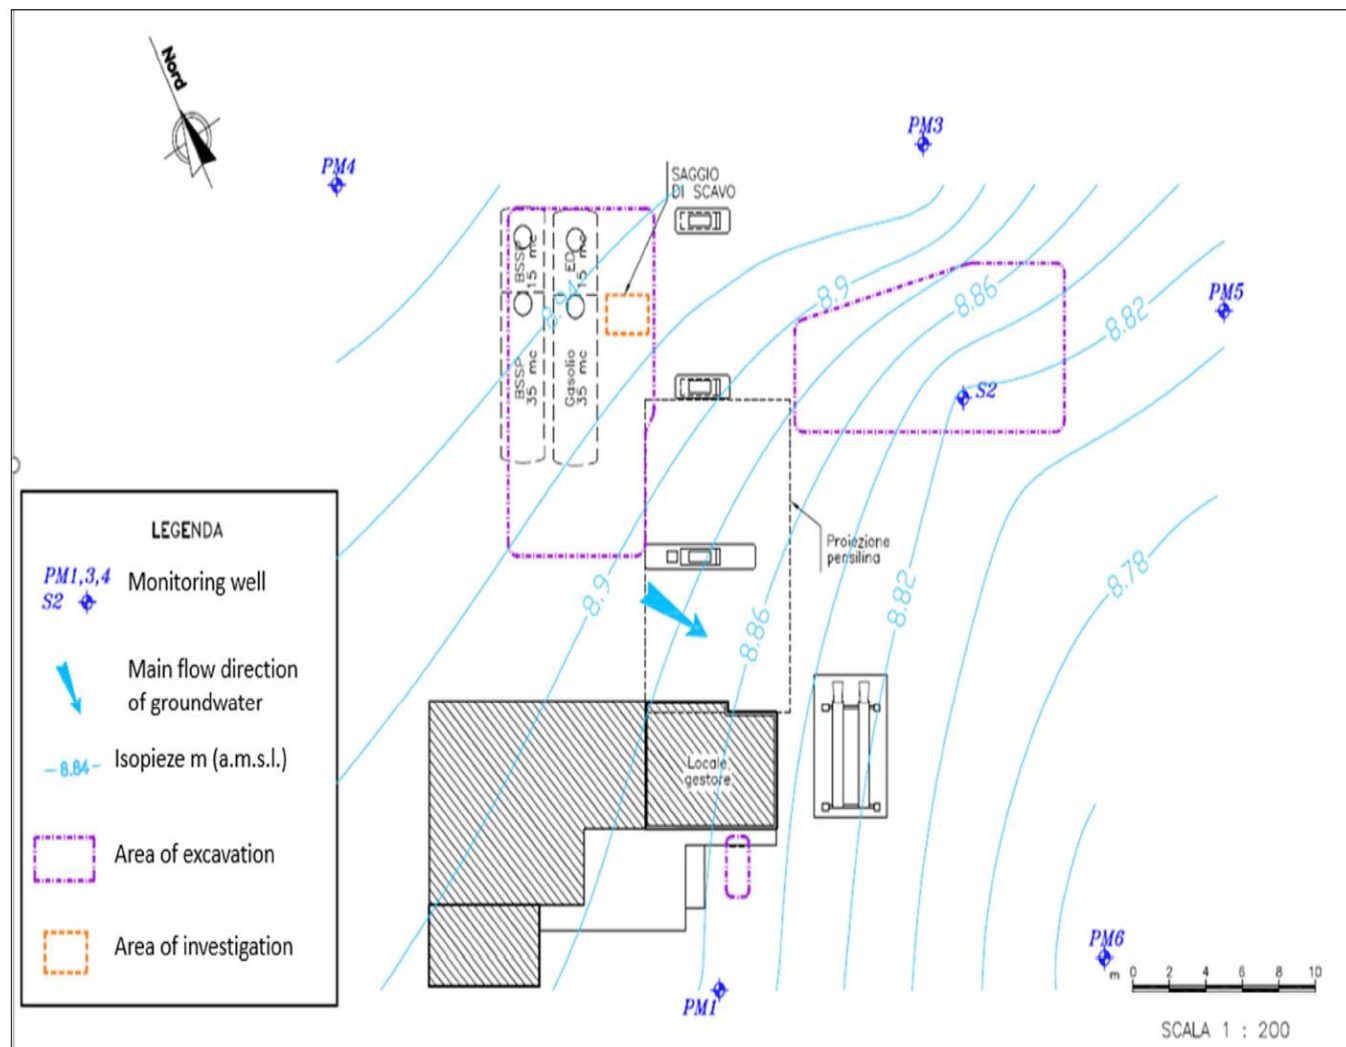 Nord
PM4
PM3
SAGGIO
DI SCAVO
BSSP
15 mc
ED
15 mc
8.94
8.9
8.86
8.82
PM5
BSSP
35 mc
Gasolio
35 mc
S2
Proiezione
pensilina
8.9
8.86
8.82
8.78
Locale
gestore
PM1
PM6
m 0 2 4 6 8 10
SCALA 1 : 200
LEGENDA
PM1,3,4
S2
Monitoring well
Main flow direction
of groundwater
8.84
Isopieze m (a.m.s.l.)
Area of excavation
Area of investigation